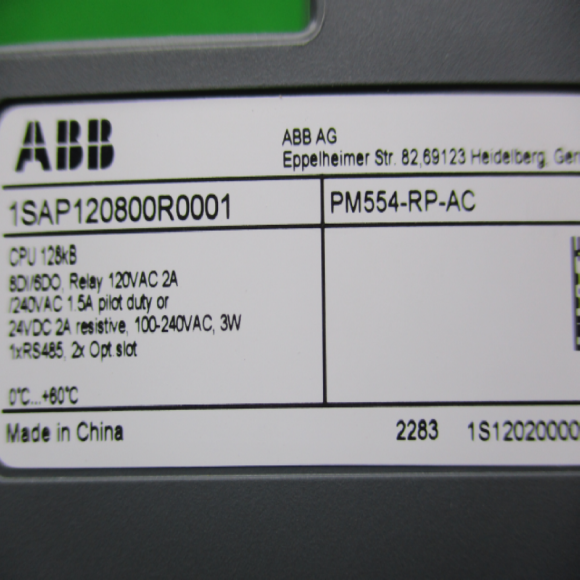 ABB
ABB AG
Eppelheimer Str. 82,69123 Heidelberg, Ger
1SAP120800R0001
PM554-RP-AC
CPU 128kB
8DI/6DO, Relay 120VAC 2A
/240VAC 1.5A pilot duty or
24VDC 2A resistive, 100-240VAC, 3W
1xRS485, 2x Opt.slot
0°C...+60°C
Made in China
2283 1S12020000